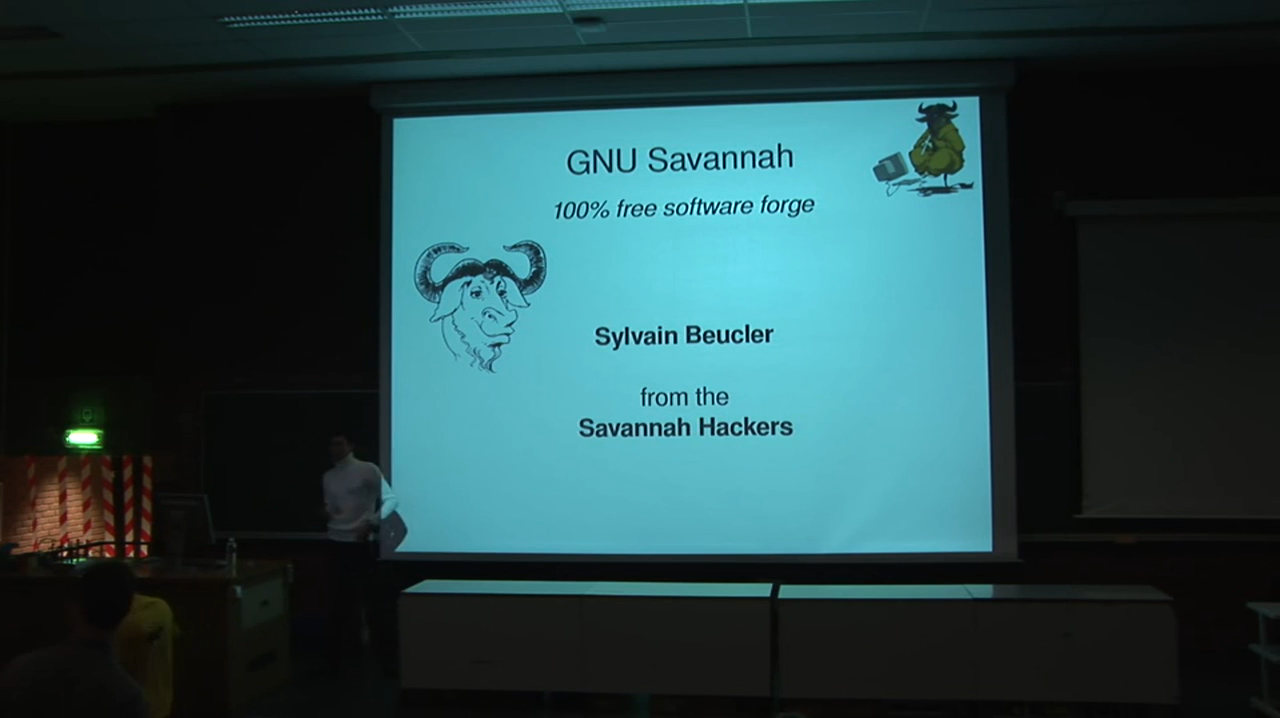 GNU Savannah
100% free software forge
Sylvain Beucler
from the
Savannah Hackers